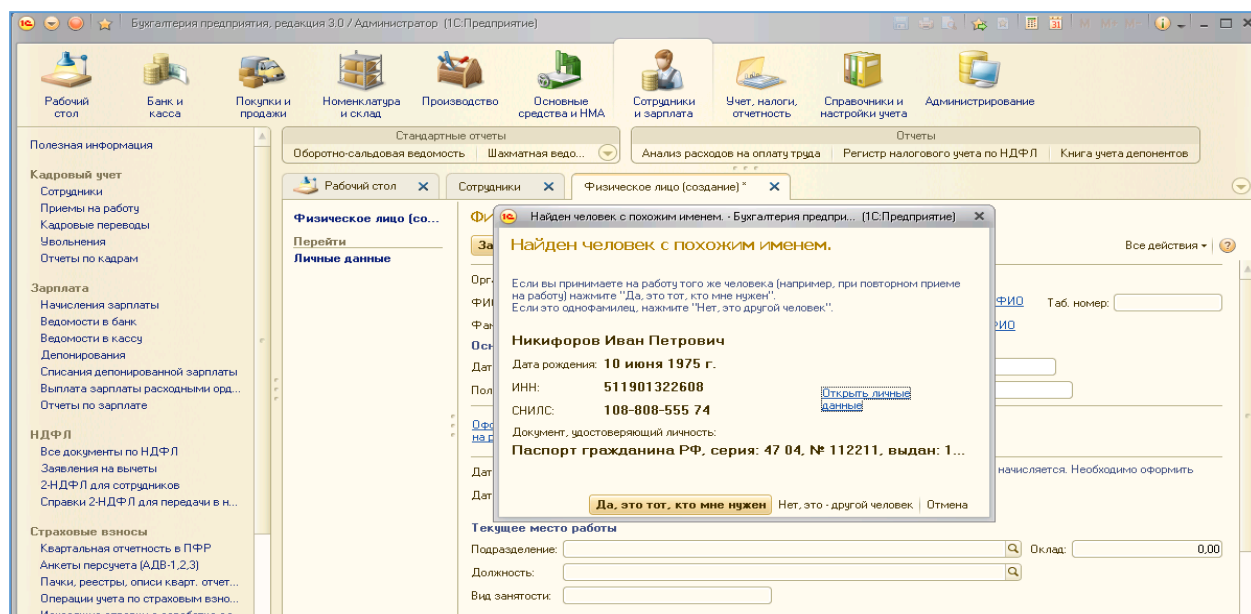 Бухгалтерия предприятия, редакция 3.0 / Администратор (1С:Предприятие)
M M+ M-
Рабочий стол
Банк и касса
Покупки и продажи
Номенклатура и склад
Производство
Основные средства и НМА
Сотрудники и зарплата
Учет, налоги, отчетность
Справочники и настройки учета
Администрирование
Полезная информация
Кадровый учет
Сотрудники
Приемы на работу
Кадровые переводы
Увольнения
Отчеты по кадрам
Зарплата
Начисления зарплаты
Ведомости в банк
Ведомости в кассу
Депонирования
Списания депонированной зарплаты
Выплата зарплаты расходными орд...
Отчеты по зарплате
НДФЛ
Все документы по НДФЛ
Заявления на вычеты
2-НДФЛ для сотрудников
Справки 2-НДФЛ для передачи в н...
Страховые взносы
Квартальная отчетность в ПФР
Анкеты персучета (АДВ-1,2,3)
Пачки, реестры, описи кварт. отчет...
Операции учета по страховым взно...
Стандартные отчеты
Оборотно-сальдовая ведомость
Шахматная ведо...
Отчеты
Анализ расходов на оплату труда
Регистр налогового учета по НДФЛ
Книга учета депонентов
Рабочий стол
Сотрудники
Физическое лицо (создание) *
Физическое лицо (со...
Перейти
Личные данные
Все действия
ФИО
Таб. номер:
ФИО
Найден человек с похожим именем. - Бухгалтерия предпри... (1С:Предприятие)
Найден человек с похожим именем.
Если вы принимаете на работу того же человека (например, при повторном приеме
на работу) нажмите "Да, это тот, кто мне нужен".
Если это однофамилец, нажмите "Нет, это другой человек".
Никифоров Иван Петрович
Дата рождения: 10 июня 1975 г.
ИНН: 511901322608
СНИЛС: 108-808-555 74
Открыть личные
данные
Документ, удостоверяющий личность:
Паспорт гражданина РФ, серия: 47 04, № 112211, выдан: 1...
Да, это тот, кто мне нужен
Нет, это - другой человек
Отмена
начисляется. Необходимо оформить
Текущее место работы
Подразделение:
Оклад: 0,00
Должность:
Вид занятости: